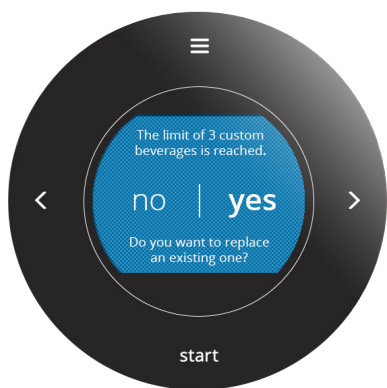 The limit of 3 custom
beverages is reached.
no | yes
Do you want to replace
an existing one?
start